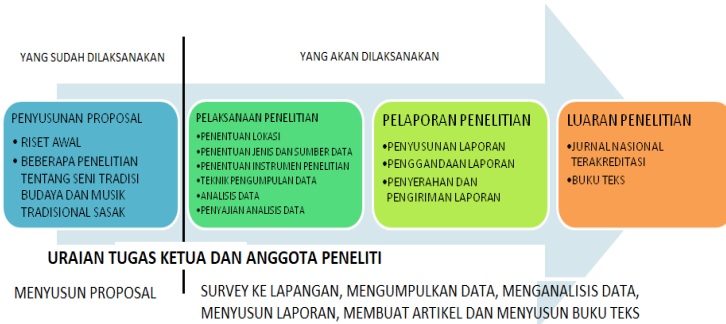 YANG SUDAH DILAKSANAKAN
YANG AKAN DILAKSANAKAN
PENYUSUNAN PROPOSAL
• RISET AWAL
• BEBERAPA PENELITIAN
TENTANG SENI TRADISI
BUDAYA DAN MUSIK
TRADISIONAL SASAK
PELAKSANAAN PENELITIAN
•PENENTUAN LOKASI
•PENENTUAN JENIS DAN SUMBER DATA
•PENENTUAN INSTRUMEN PENELITIAN
•TEKNIK PENGUMPULAN DATA
•ANALISIS DATA
•PENYAJIAN ANALISIS DATA
PELAPORAN PENELITIAN
•PENYUSUNAN LAPORAN
•PENGGANDAAN LAPORAN
•PENYERAHAN DAN
PENGIRIMAN LAPORAN
LUARAN PENELITIAN
•JURNAL NASIONAL
TERAKREDITASI
•BUKU TEKS
URAIAN TUGAS KETUA DAN ANGGOTA PENELITI
MENYUSUN PROPOSAL
SURVEY KE LAPANGAN, MENGUMPULKAN DATA, MENGANALISIS DATA,
MENYUSUN LAPORAN, MEMBUAT ARTIKEL DAN MENYUSUN BUKU TEKS